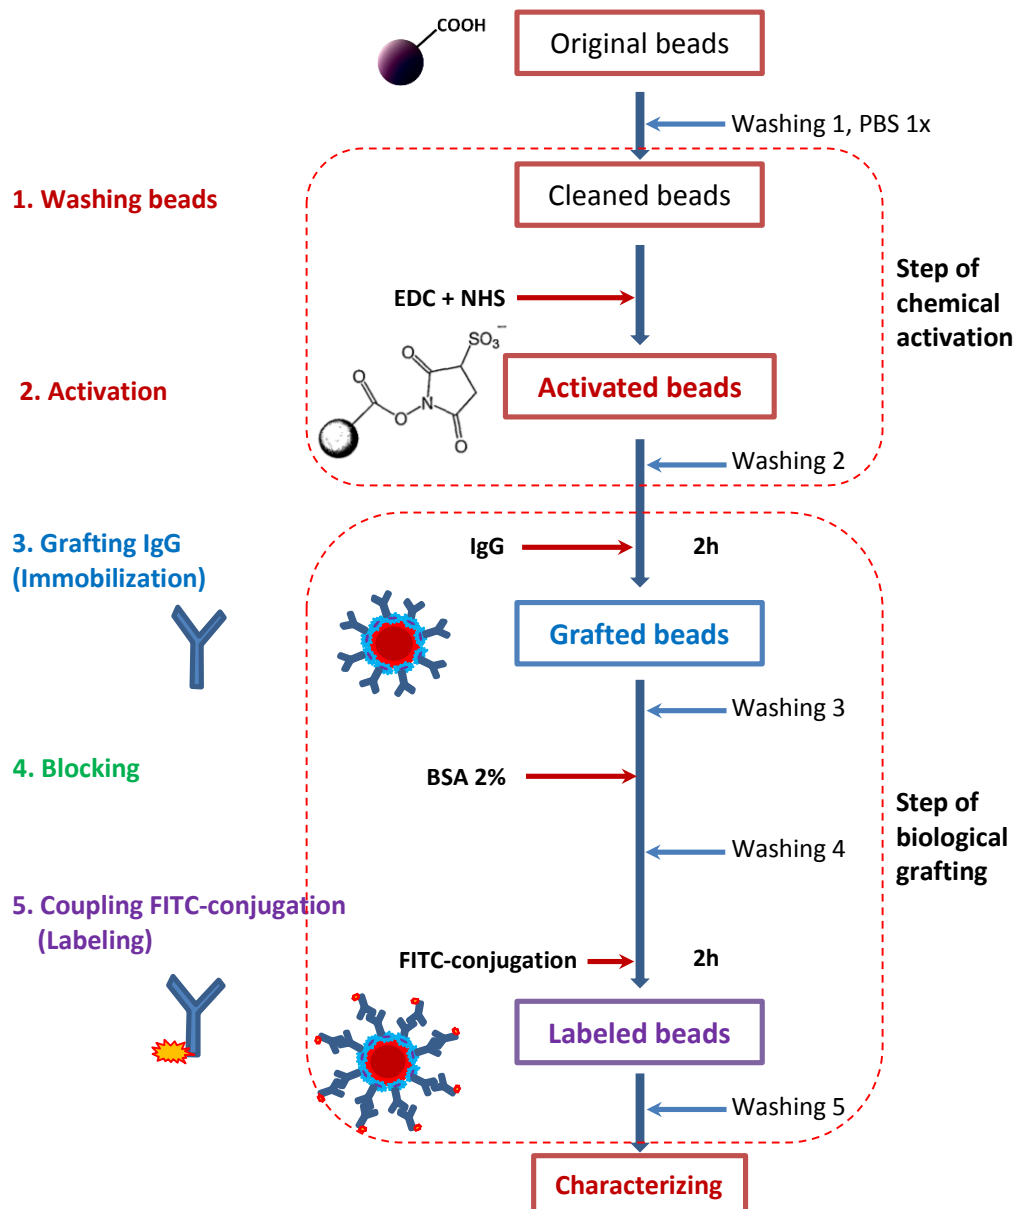 COOH
Original beads
Washing 1, PBS 1x
1. Washing beads
Cleaned beads
Step of
chemical
activation
EDC + NHS
SO3−
O
O
N
O
O
2. Activation
Activated beads
Washing 2
3. Grafting IgG
(Immobilization)
IgG
2h
Grafted beads
Washing 3
4. Blocking
BSA 2%
Step of
biological
grafting
Washing 4
5. Coupling FITC-conjugation
(Labeling)
FITC-conjugation
2h
Labeled beads
Washing 5
Characterizing